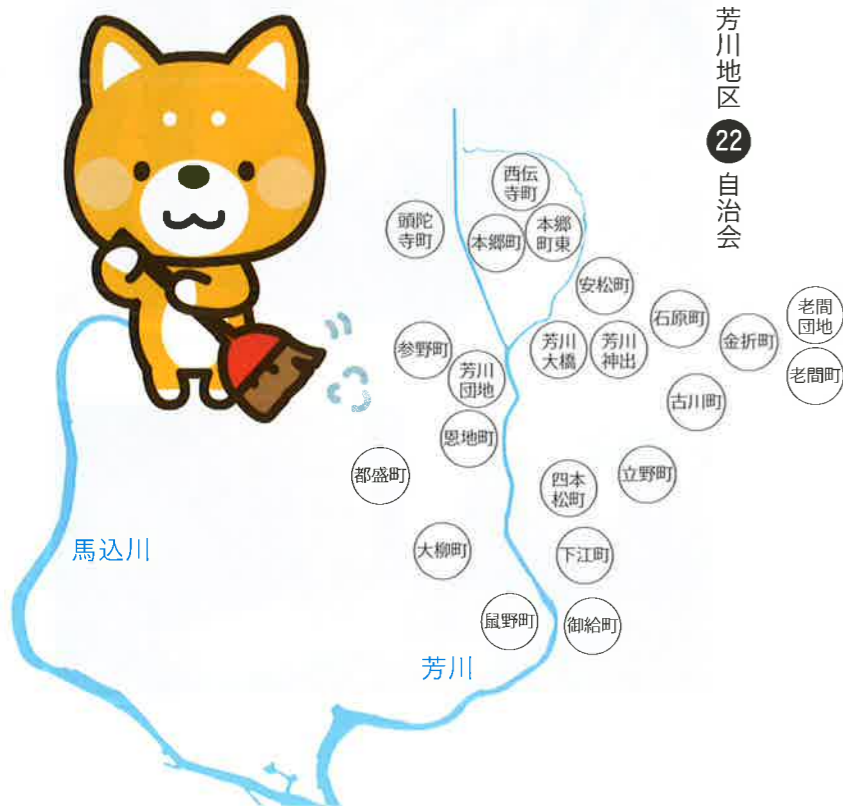 芳川地区
22
自治会
西伝
寺町
頭陀
寺町
本郷町
本郷
町東
安松町
老間
団地
石原町
金折町
参野町
芳川
団地
芳川
大橋
芳川
神出
老間町
古川町
恩地町
都盛町
四本
松町
立野町
馬込川
大柳町
下江町
鼠野町
御給町
芳川